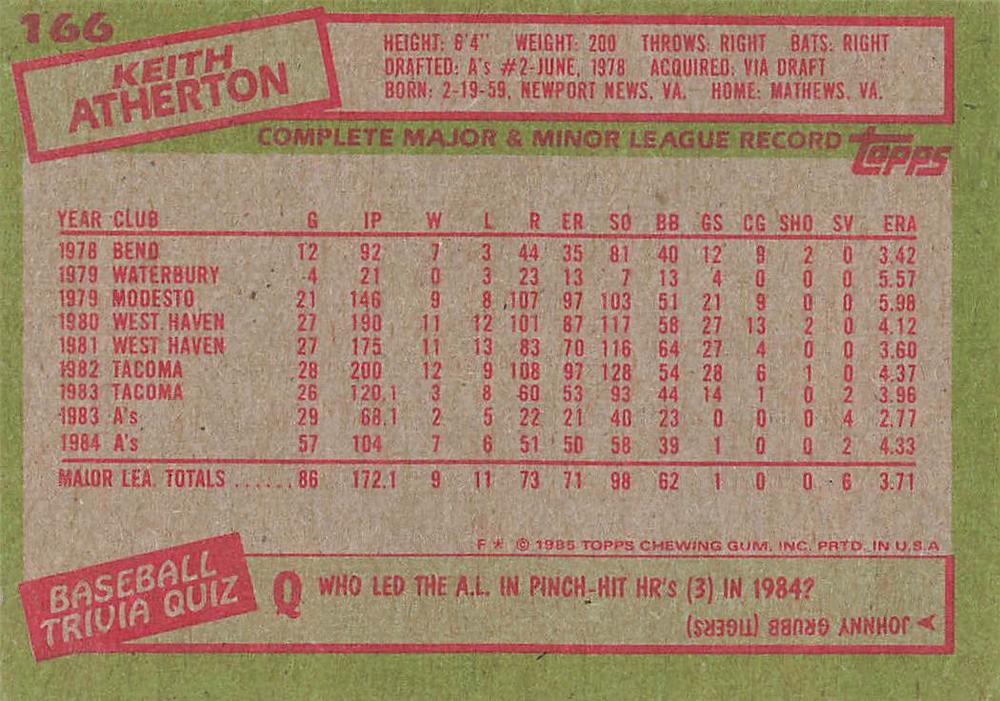 166
KEITH
ATHERTON
HEIGHT: 6'4" WEIGHT: 200 THROWS: RIGHT BATS: RIGHT
DRAFTED: A's #2-JUNE, 1978 ACQUIRED: VIA DRAFT
BORN: 2-19-59, NEWPORT NEWS, VA. HOME: MATHEWS, VA.
COMPLETE MAJOR & MINOR LEAGUE RECORD
Topps
YEAR CLUB G IP W L R ER SO BB GS CG SHO SV ERA
1978 BEND 12 92 7 3 44 35 81 40 12 9 2 0 3.42
1979 WATERBURY 4 21 0 3 23 13 7 13 4 0 0 0 5.57
1979 MODESTO 21 146 9 8 107 97 103 51 21 9 0 0 5.98
1980 WEST HAVEN 27 190 11 12 101 87 117 58 27 13 2 0 4.12
1981 WEST HAVEN 27 175 11 13 83 70 116 64 27 4 0 0 3.60
1982 TACOMA 28 200 12 9 108 97 128 54 28 6 1 0 4.37
1983 TACOMA 26 120.1 3 8 60 53 93 44 14 1 0 2 3.96
1983 A's 29 68.1 2 5 22 21 40 23 0 0 0 4 2.77
1984 A's 57 104 7 6 51 50 58 39 1 0 0 2 4.33
MAJOR LEA. TOTALS ...... 86 172.1 9 11 73 71 98 62 1 0 0 6 3.71
F * © 1985 TOPPS CHEWING GUM, INC. PRTD. IN U.S.A.
BASEBALL
TRIVIA QUIZ
Q WHO LED THE A.L. IN PINCH-HIT HR's (3) IN 1984?
JOHNNY GRUBB (TIGERS)